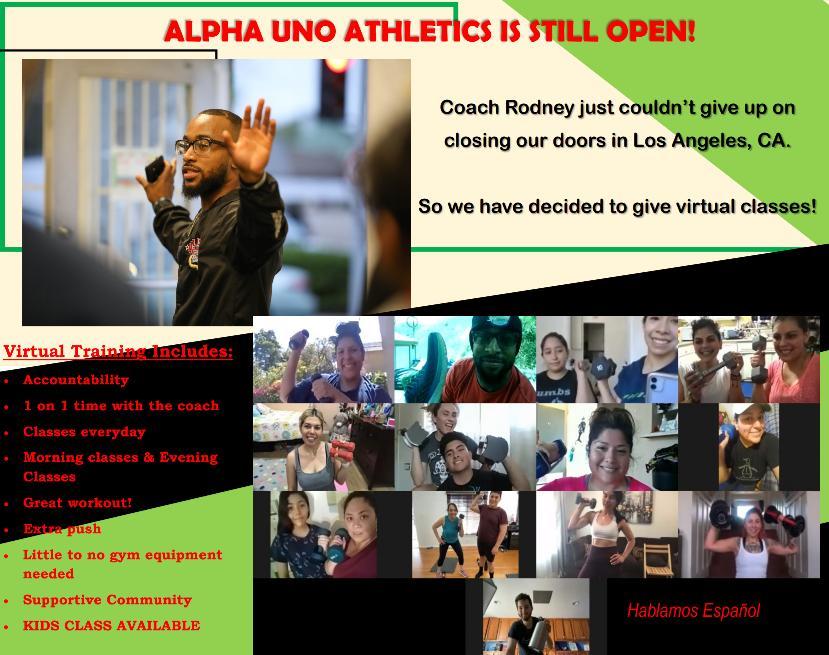 ALPHA UNO ATHLETICS IS STILL OPEN!
Coach Rodney just couldn't give up on
closing our doors in Los Angeles, CA.
So we have decided to give virtual classes!
Virtual Training Includes:
• Accountability
• 1 on 1 time with the coach
• Classes everyday
• Morning classes & Evening
Classes
• Great workout!
• Extra push
• Little to no gym equipment
needed
• Supportive Community
• KIDS CLASS AVAILABLE
umbs
Hablamos Español